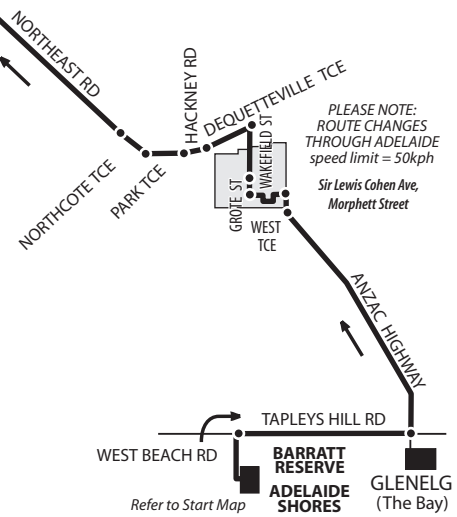 NORTHEAST RD
HACKNEY RD
DEQUETTEVILLE TCE
NORTHCOTE TCE
PARK TCE
GROTE ST
WAKEFIELD ST
PLEASE NOTE:
ROUTE CHANGES
THROUGH ADELAIDE
speed limit = 50kph
Sir Lewis Cohen Ave,
Morphett Street
WEST
TCE
ANZAC HIGHWAY
TAPLEYS HILL RD
WEST BEACH RD
BARRATT
RESERVE
ADELAIDE
SHORES
Refer to Start Map
GLENELG
(The Bay)